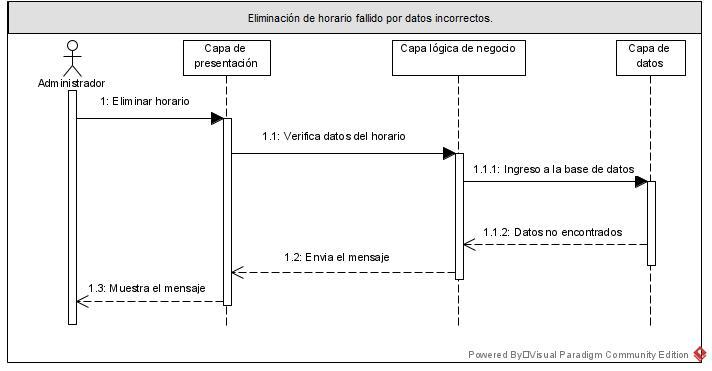 Eliminación de horario fallido por datos incorrectos.
Capa de
presentación
Capa lógica de negocio
Capa de
datos
Administrador
1: Eliminar horario
1.1: Verifica datos del horario
1.1.1: Ingreso a la base de datos
1.1.2: Datos no encontrados
1.2: Envia el mensaje
1.3: Muestra el mensaje
Powered By□Visual Paradigm Community Edition